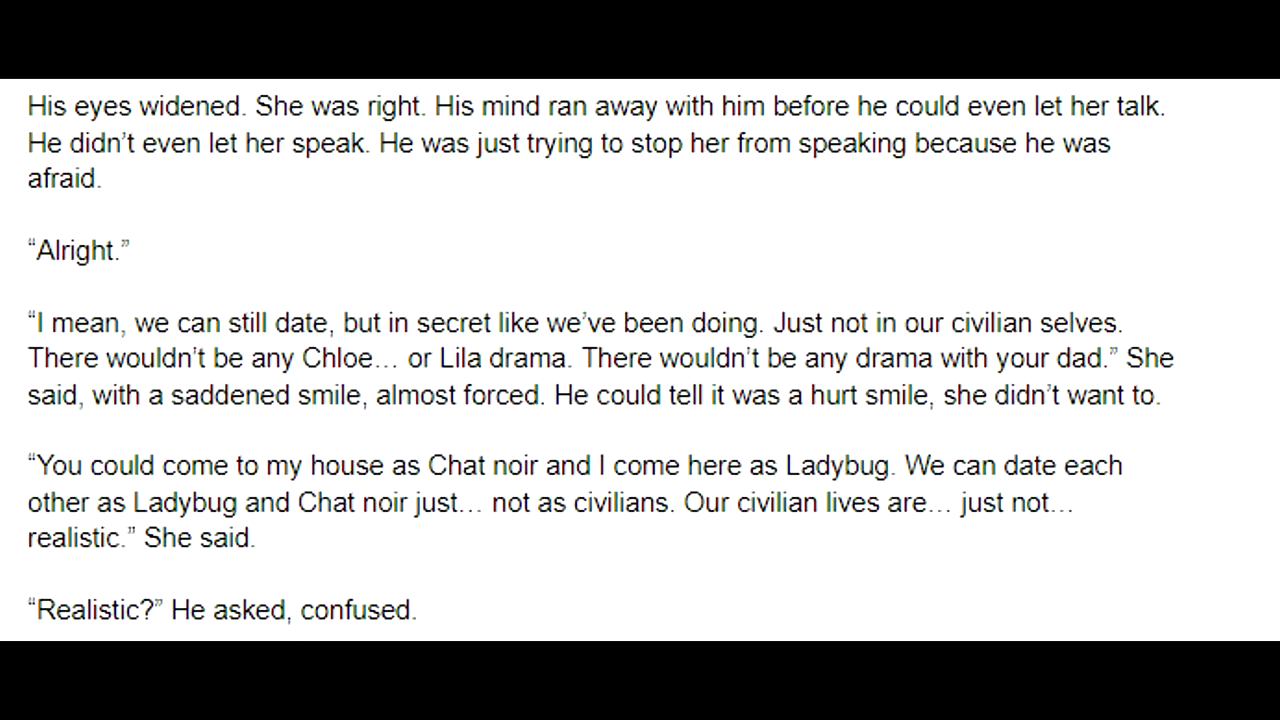 His eyes widened. She was right. His mind ran away with him before he could even let her talk.
He didn’t even let her speak. He was just trying to stop her from speaking because he was
afraid.
“Alright.”
“I mean, we can still date, but in secret like we’ve been doing. Just not in our civilian selves.
There wouldn’t be any Chloe… or Lila drama. There wouldn’t be any drama with your dad.” She
said, with a saddened smile, almost forced. He could tell it was a hurt smile, she didn’t want to.
“You could come to my house as Chat noir and I come here as Ladybug. We can date each
other as Ladybug and Chat noir just… not as civilians. Our civilian lives are… just not…
realistic.” She said.
“Realistic?” He asked, confused.